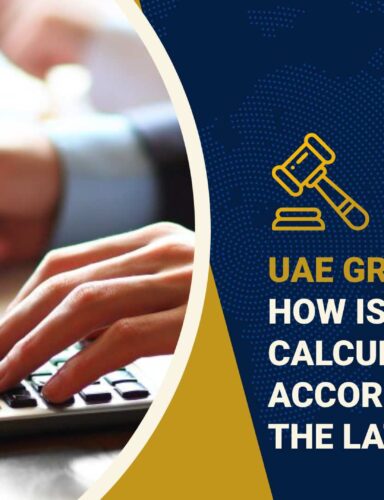 UAE GR
HOW IS
CALCU
ACCOR
THE LA